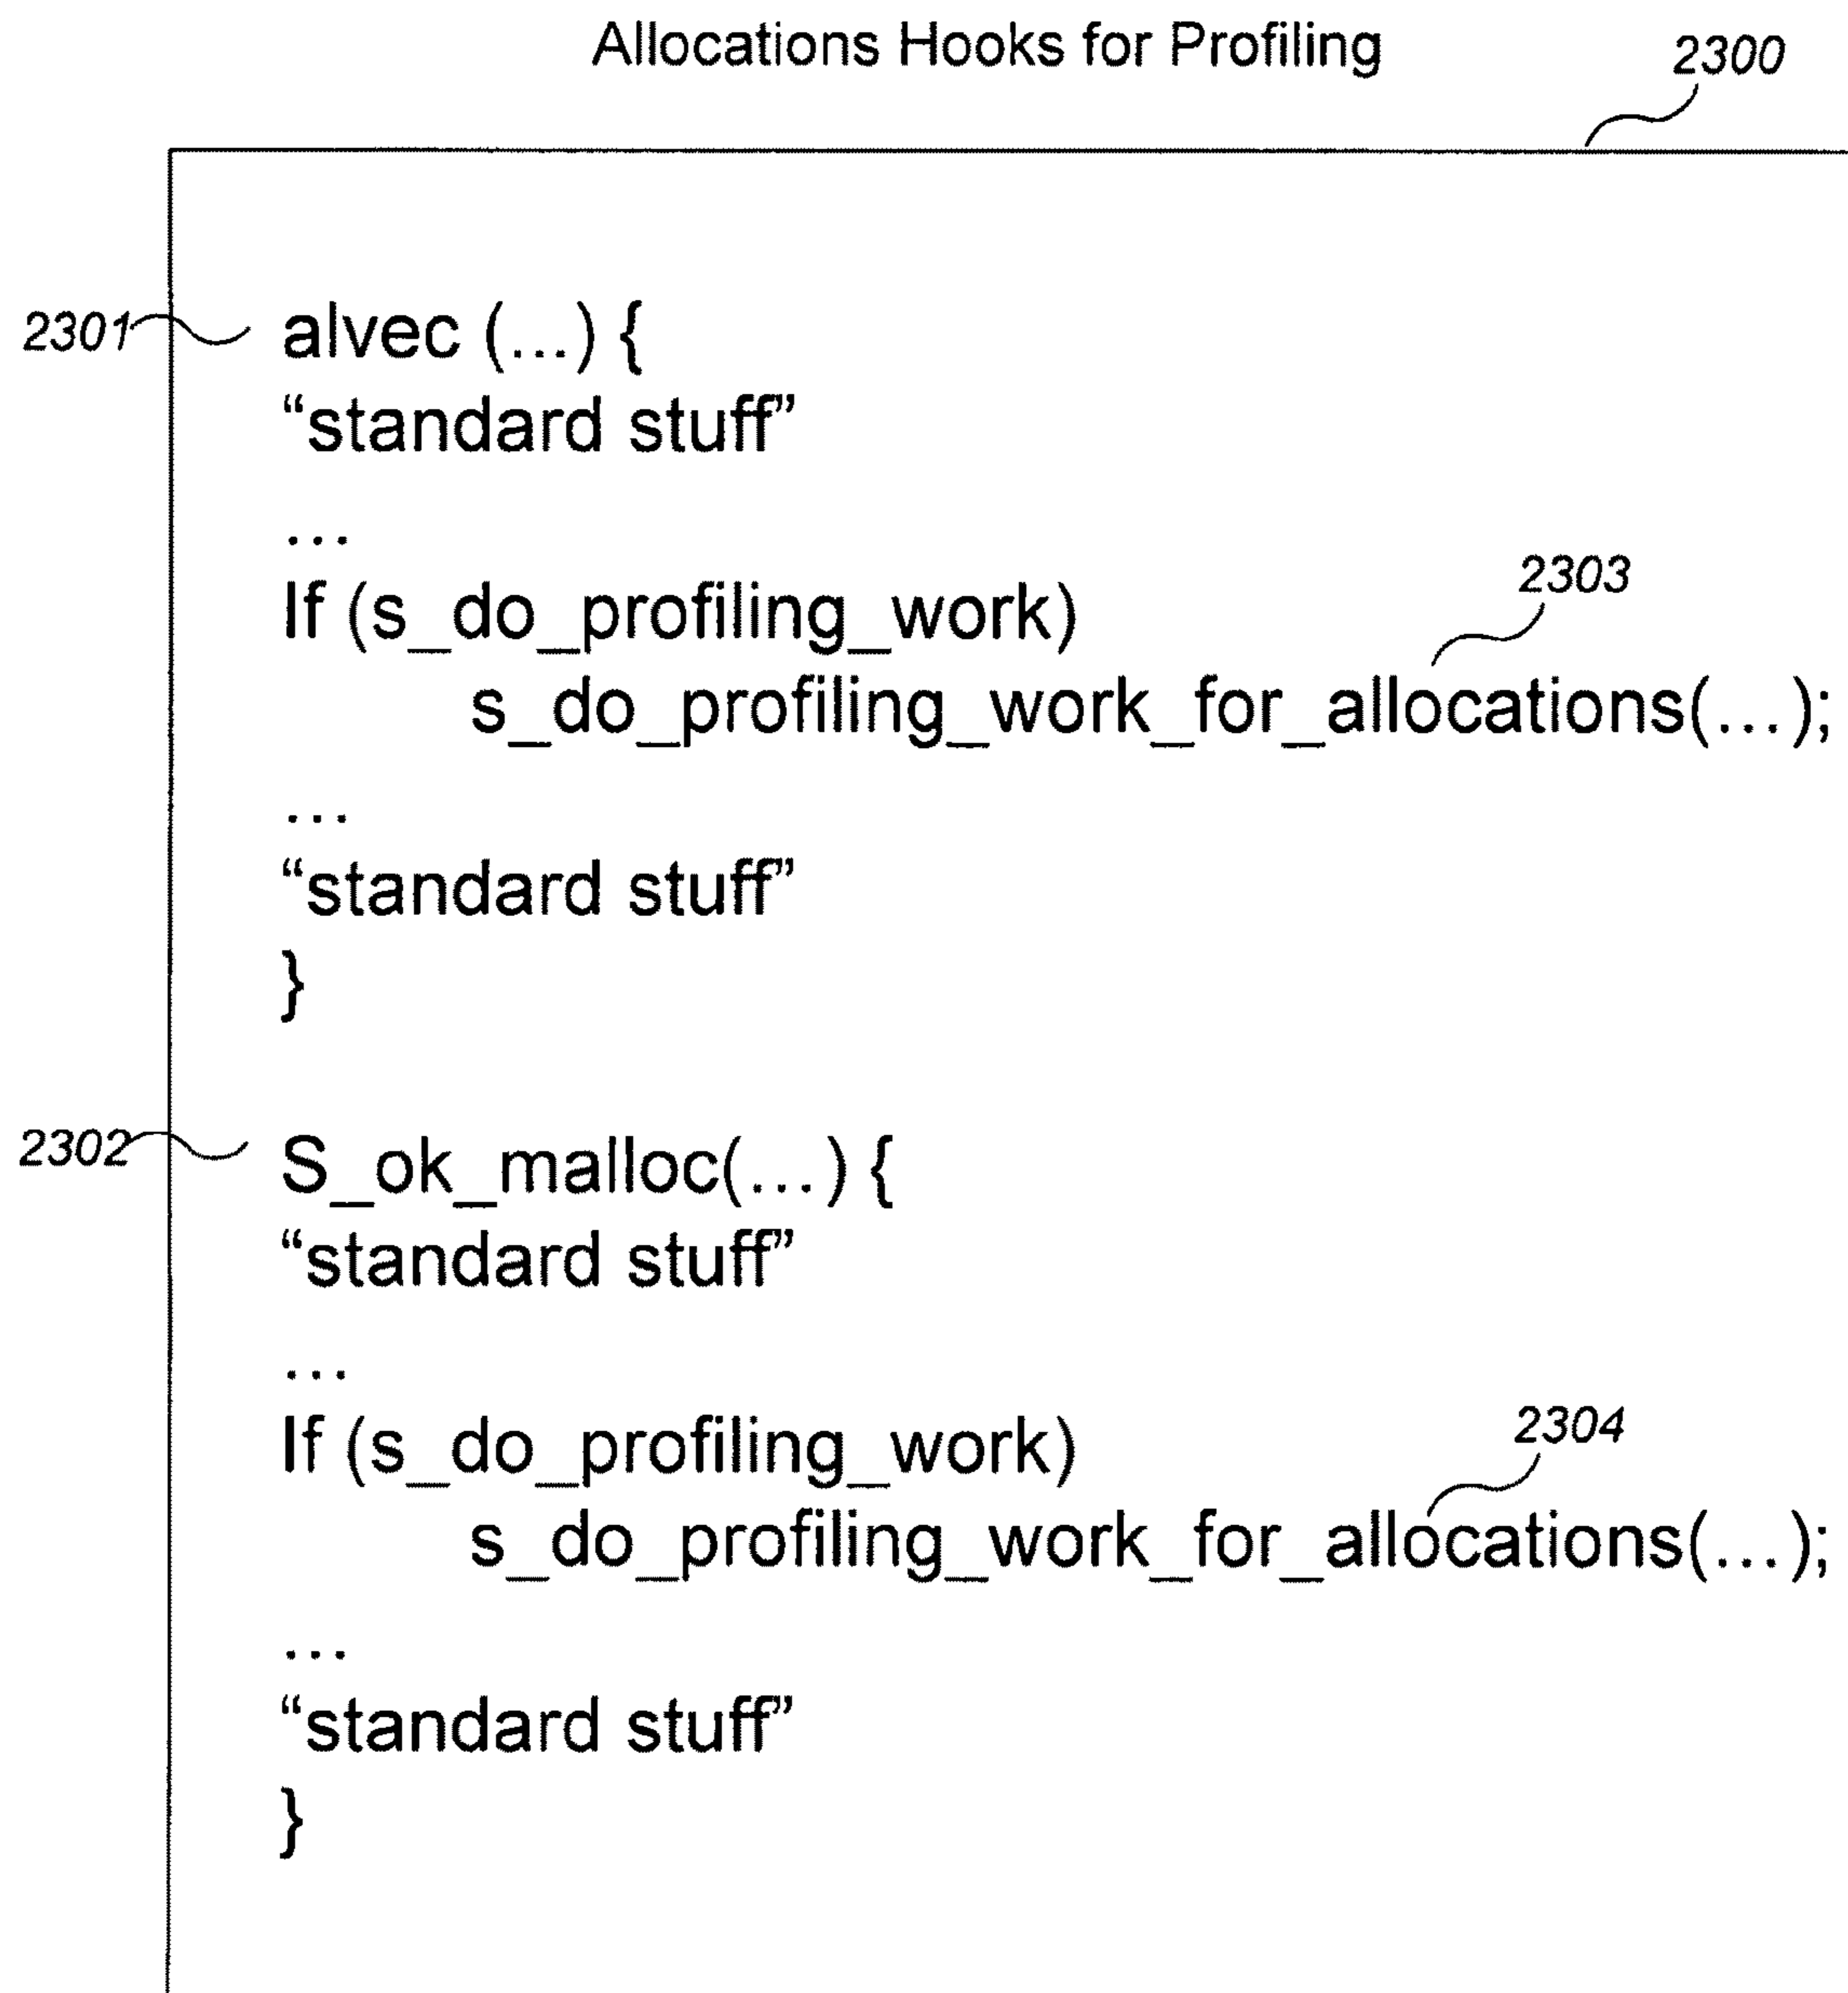 Allocations Hooks for Profiling
2300
2301
alvec (...) {
“standard stuff”
...
If (s_do_profiling_work)
2303
s_do_profiling_work_for_allocations(...);
...
“standard stuff”
}
2302
S_ok_malloc(...) {
“standard stuff”
...
If (s_do_profiling_work)
2304
s_do_profiling_work_for_allocations(...);
...
“standard stuff”
}